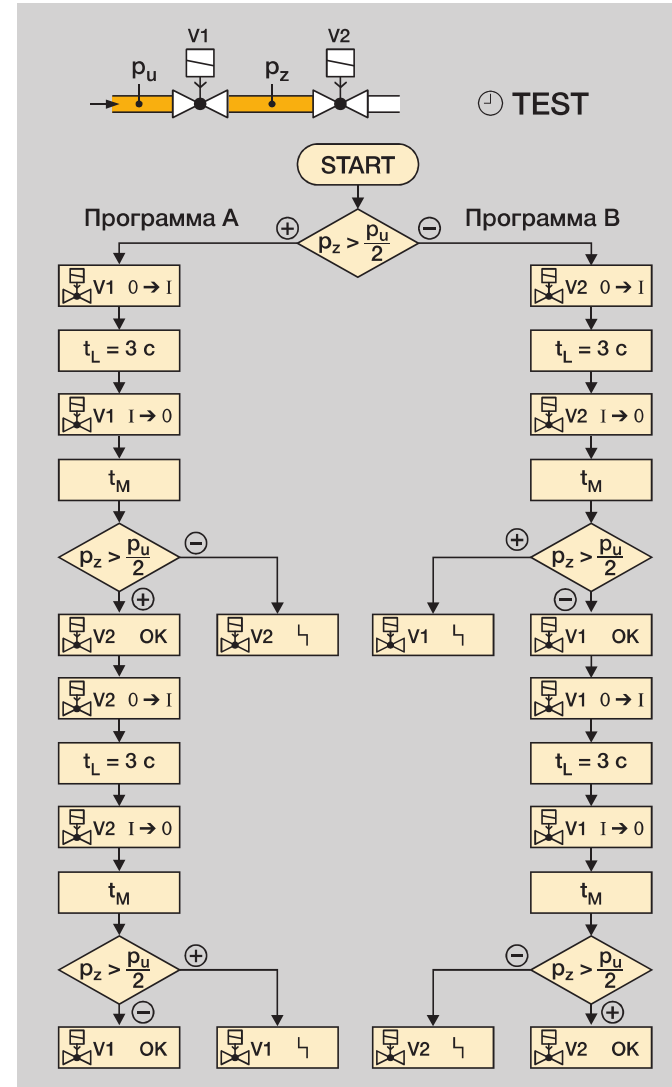 V1 V2
pu pz
TEST
START
Программа A Программа B
pz > pu/2
V1 0 → I V2 0 → I
tL = 3 с tL = 3 с
V1 I → 0 V2 I → 0
tM tM
pz > pu/2 pz > pu/2
V2 OK V2 V1 V1 OK
V2 0 → I V1 0 → I
tL = 3 с tL = 3 с
V2 I → 0 V1 I → 0
tM tM
pz > pu/2 pz > pu/2
V1 OK V1 V2 V2 OK